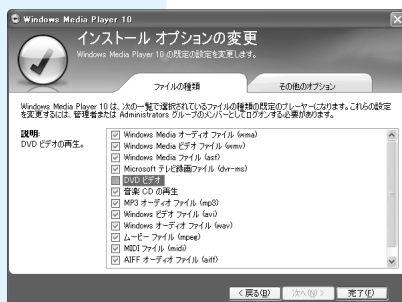 Windows Media Player 10
インストール オプションの変更
Windows Media Player 10 の既定の設定を変更します。
ファイルの種類
その他のオプション
Windows Media Player 10 は、次の一覧で選択されているファイルの種類の既定のプレーヤーになります。これらの設定
を変更するには、管理者または Administrators グループのメンバーとしてログオンする必要があります。
説明:
DVD ビデオの再生。
Windows Media オーディオ ファイル (wma)
Windows Media ビデオ ファイル (wmv)
Windows Media ファイル (asf)
Microsoft テレビ録画ファイル (dvr-ms)
DVD ビデオ
音楽 CD の再生
MP3 オーディオ ファイル (mp3)
Windows ビデオ ファイル (avi)
Windows オーディオ ファイル (wav)
ムービー ファイル (mpeg)
MIDI ファイル (midi)
AIFF オーディオ ファイル (aiff)
< 戻る(B)
次へ(N) >
完了(F)